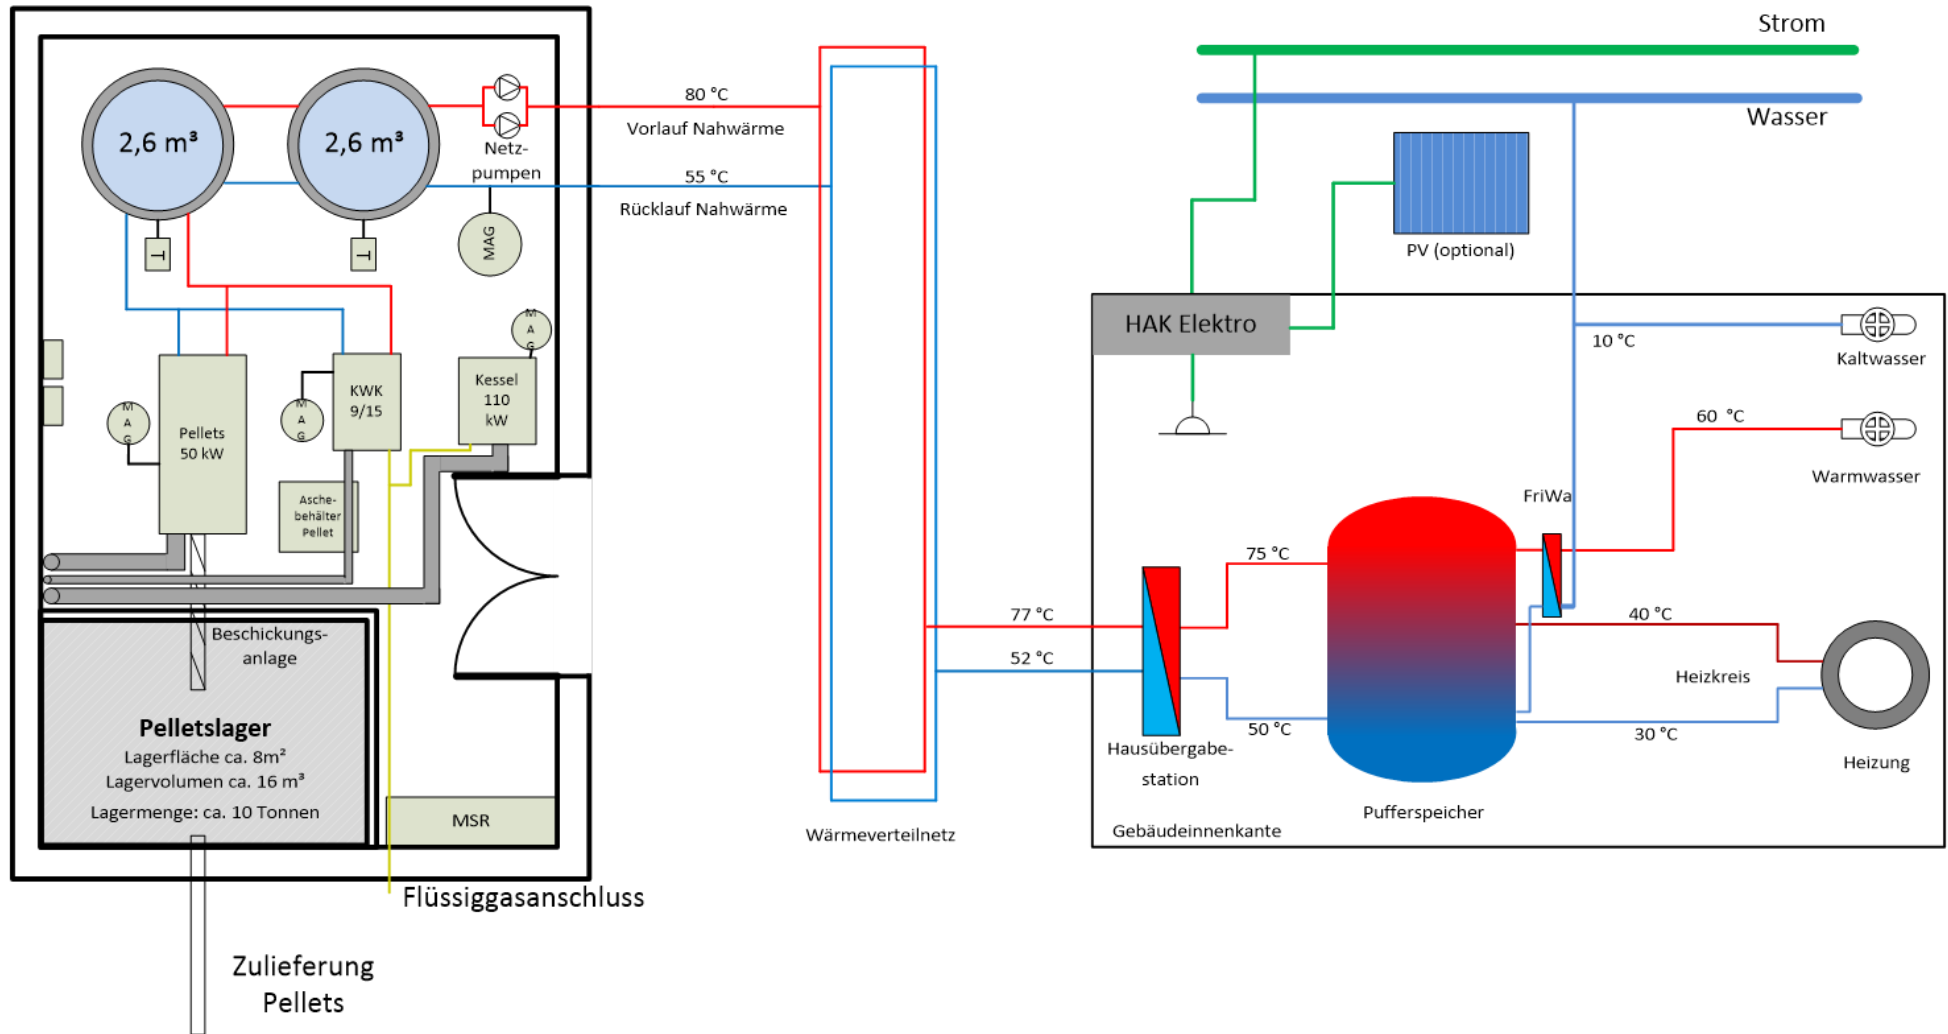 Strom
Wasser
2,6 m³
2,6 m³
Netz-
pumpen
80 °C
Vorlauf Nahwärme
55 °C
Rücklauf Nahwärme
MAG
T
T
PV (optional)
HAK Elektro
10 °C
Kaltwasser
60 °C
Warmwasser
FriWa
M
A
G
Kessel
110
kW
KWK
9/15
M
A
G
M
A
G
Pellets
50 kW
Asche-
behälter
Pellet
75 °C
77 °C
52 °C
50 °C
40 °C
Heizkreis
30 °C
Heizung
Hausübergabe-
station
Pufferspeicher
Gebäudeinnenkante
Wärmeverteilnetz
Beschickungs-
anlage
Pelletslager
Lagerfläche ca. 8m²
Lagervolumen ca. 16 m³
Lagermenge: ca. 10 Tonnen
MSR
Flüssiggasanschluss
Zulieferung
Pellets